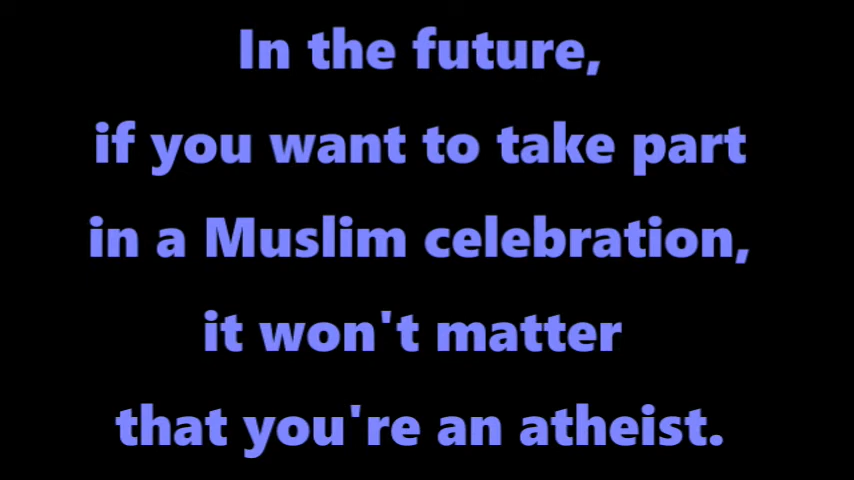 In the future,
if you want to take part
in a Muslim celebration,
it won't matter
that you're an atheist.